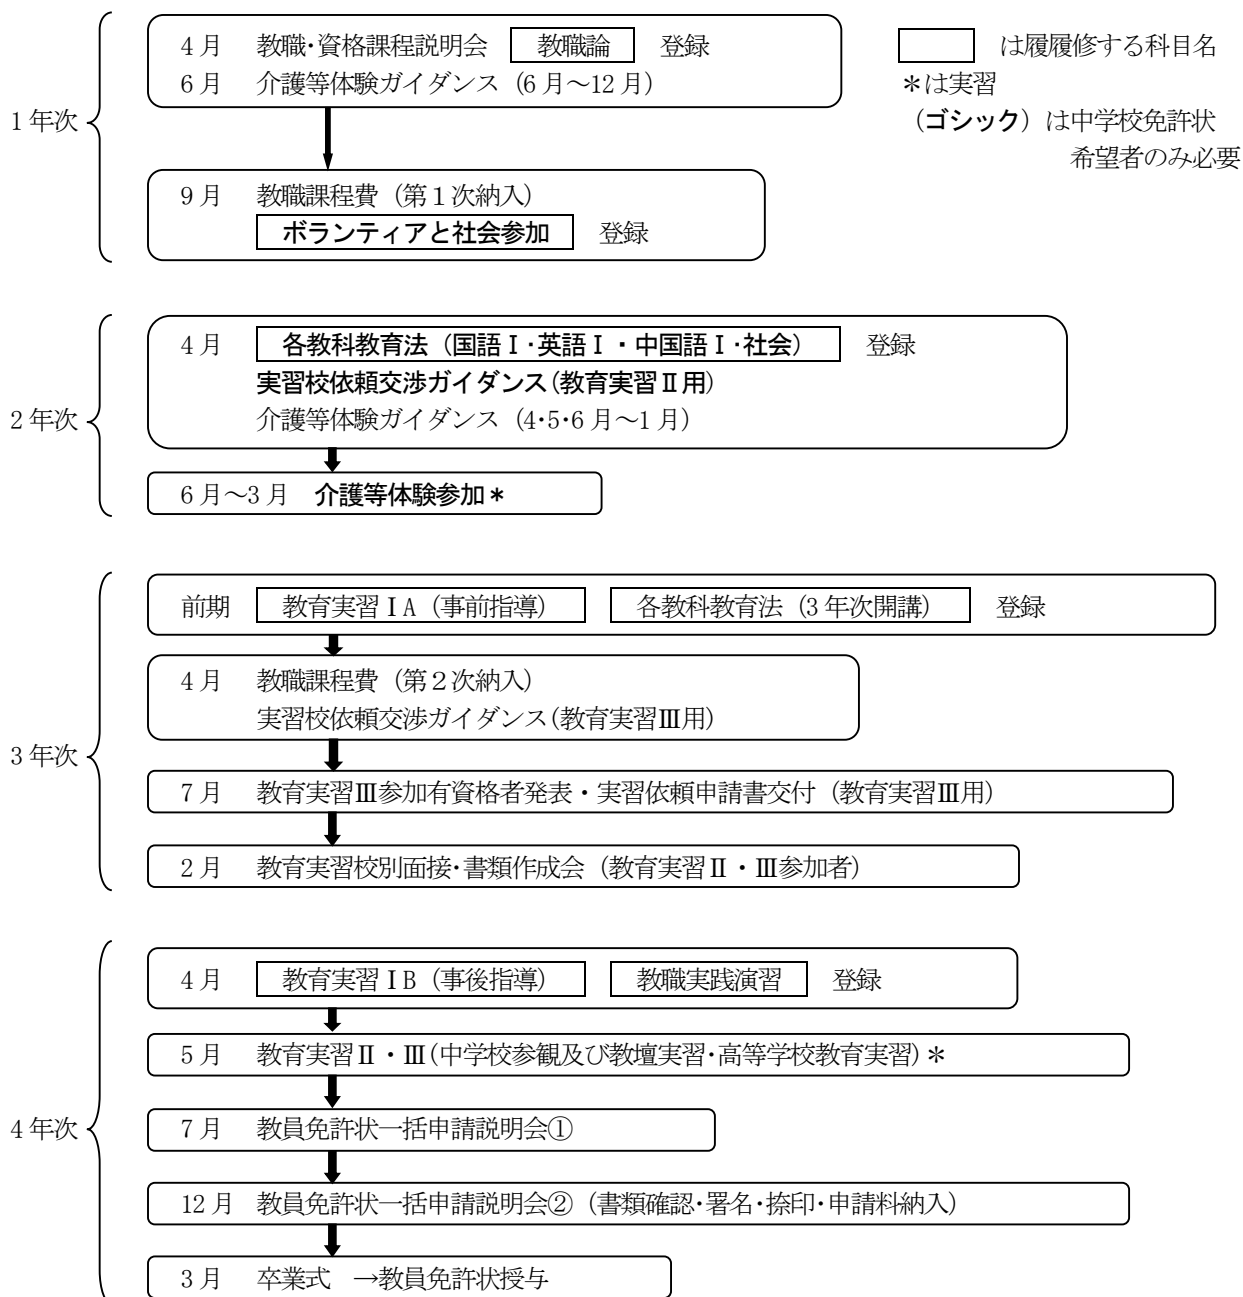 1年次
4月 教職・資格課程説明会 教職論 登録
6月 介護等体験ガイダンス（6月～12月）
9月 教職課程費（第１次納入）
ボランティアと社会参加 登録
は履履修する科目名
＊は実習
（ゴシック）は中学校免許状
希望者のみ必要
2年次
4月 各教科教育法（国語Ⅰ・英語Ⅰ・中国語Ⅰ・社会） 登録
実習校依頼交渉ガイダンス（教育実習Ⅱ用）
介護等体験ガイダンス（4・5・6月～1月）
6月～3月 介護等体験参加＊
3年次
前期 教育実習ⅠA（事前指導） 各教科教育法（3年次開講） 登録
4月 教職課程費（第２次納入）
実習校依頼交渉ガイダンス（教育実習Ⅲ用）
7月 教育実習Ⅲ参加有資格者発表・実習依頼申請書交付（教育実習Ⅲ用）
2月 教育実習校別面接・書類作成会（教育実習Ⅱ・Ⅲ参加者）
4年次
4月 教育実習ⅠB（事後指導） 教職実践演習 登録
5月 教育実習Ⅱ・Ⅲ（中学校参観及び教壇実習・高等学校教育実習）＊
7月 教員免許状一括申請説明会①
12月 教員免許状一括申請説明会②（書類確認・署名・捺印・申請料納入）
3月 卒業式 →教員免許状授与